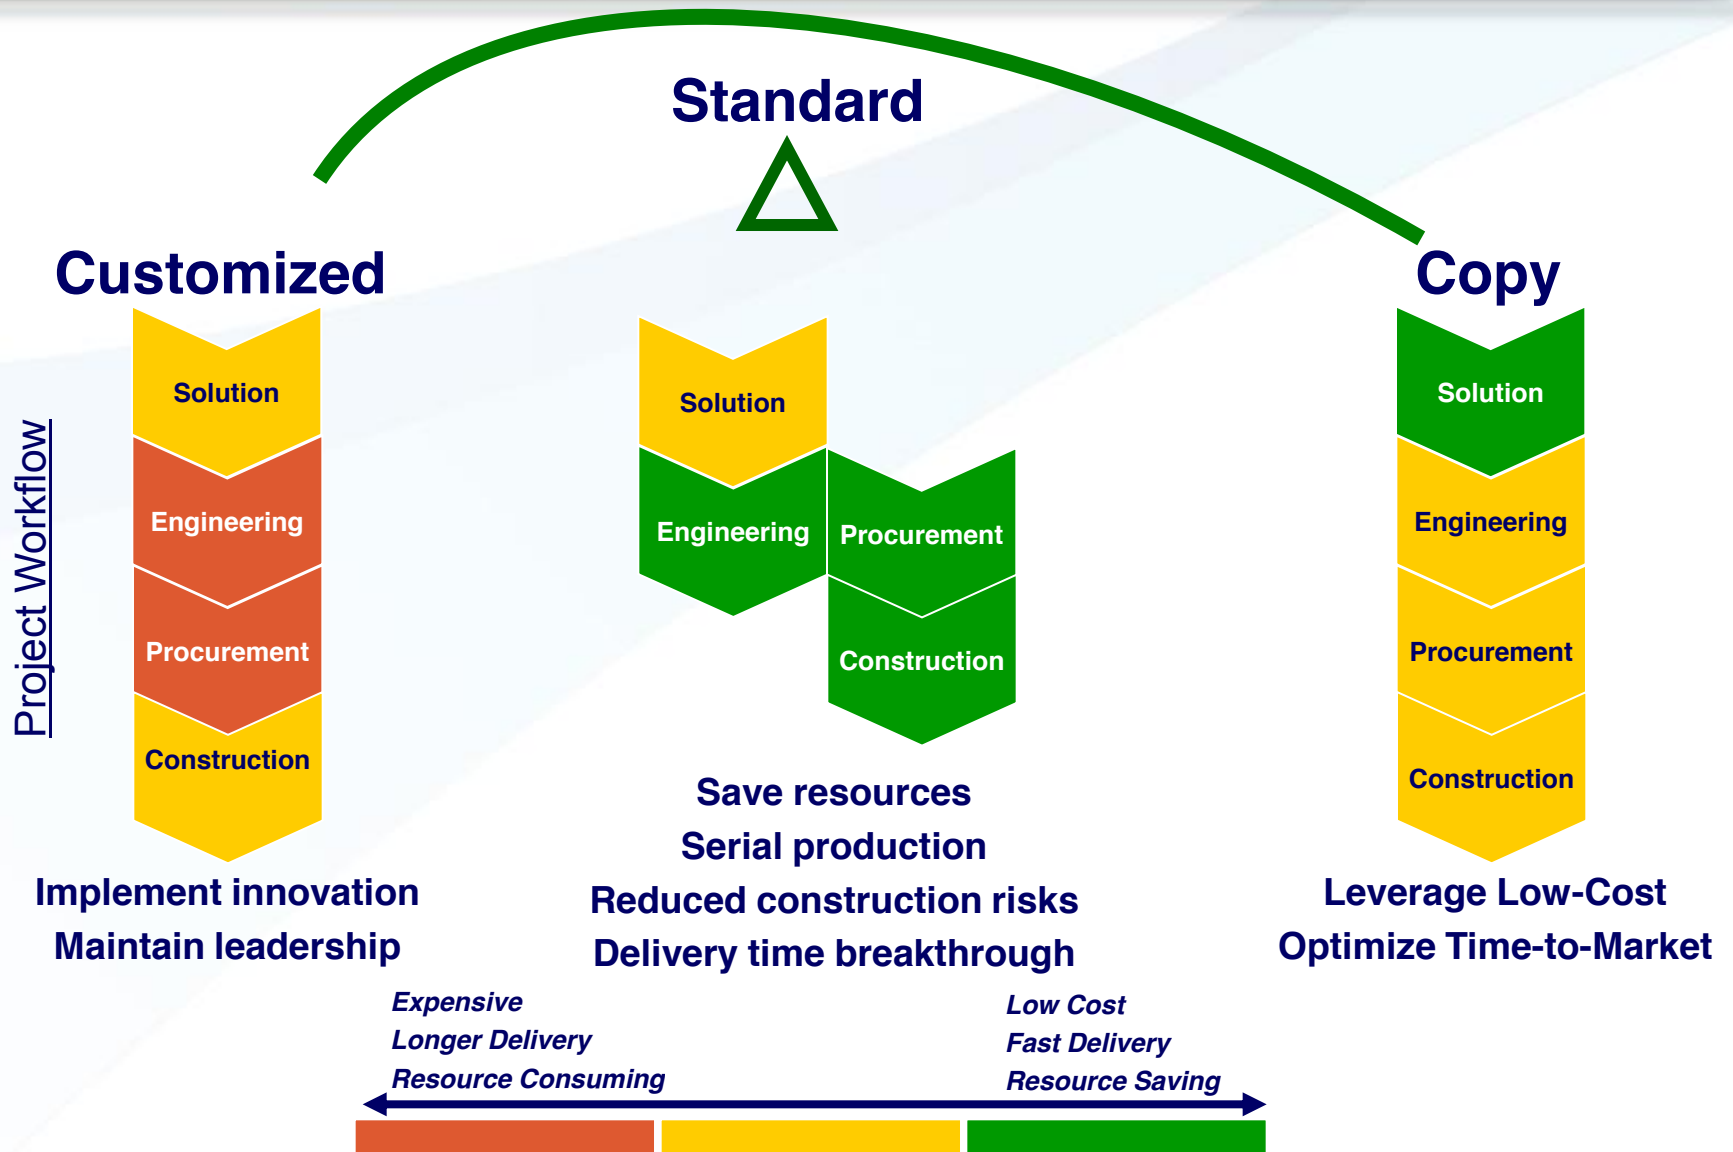 Standard
Customized
Copy
Project Workflow
Solution
Engineering
Procurement
Construction
Implement innovation
Maintain leadership
Solution
Engineering
Procurement
Construction
Save resources
Serial production
Reduced construction risks
Delivery time breakthrough
Solution
Engineering
Procurement
Construction
Leverage Low-Cost
Optimize Time-to-Market
Expensive
Longer Delivery
Resource Consuming
Low Cost
Fast Delivery
Resource Saving